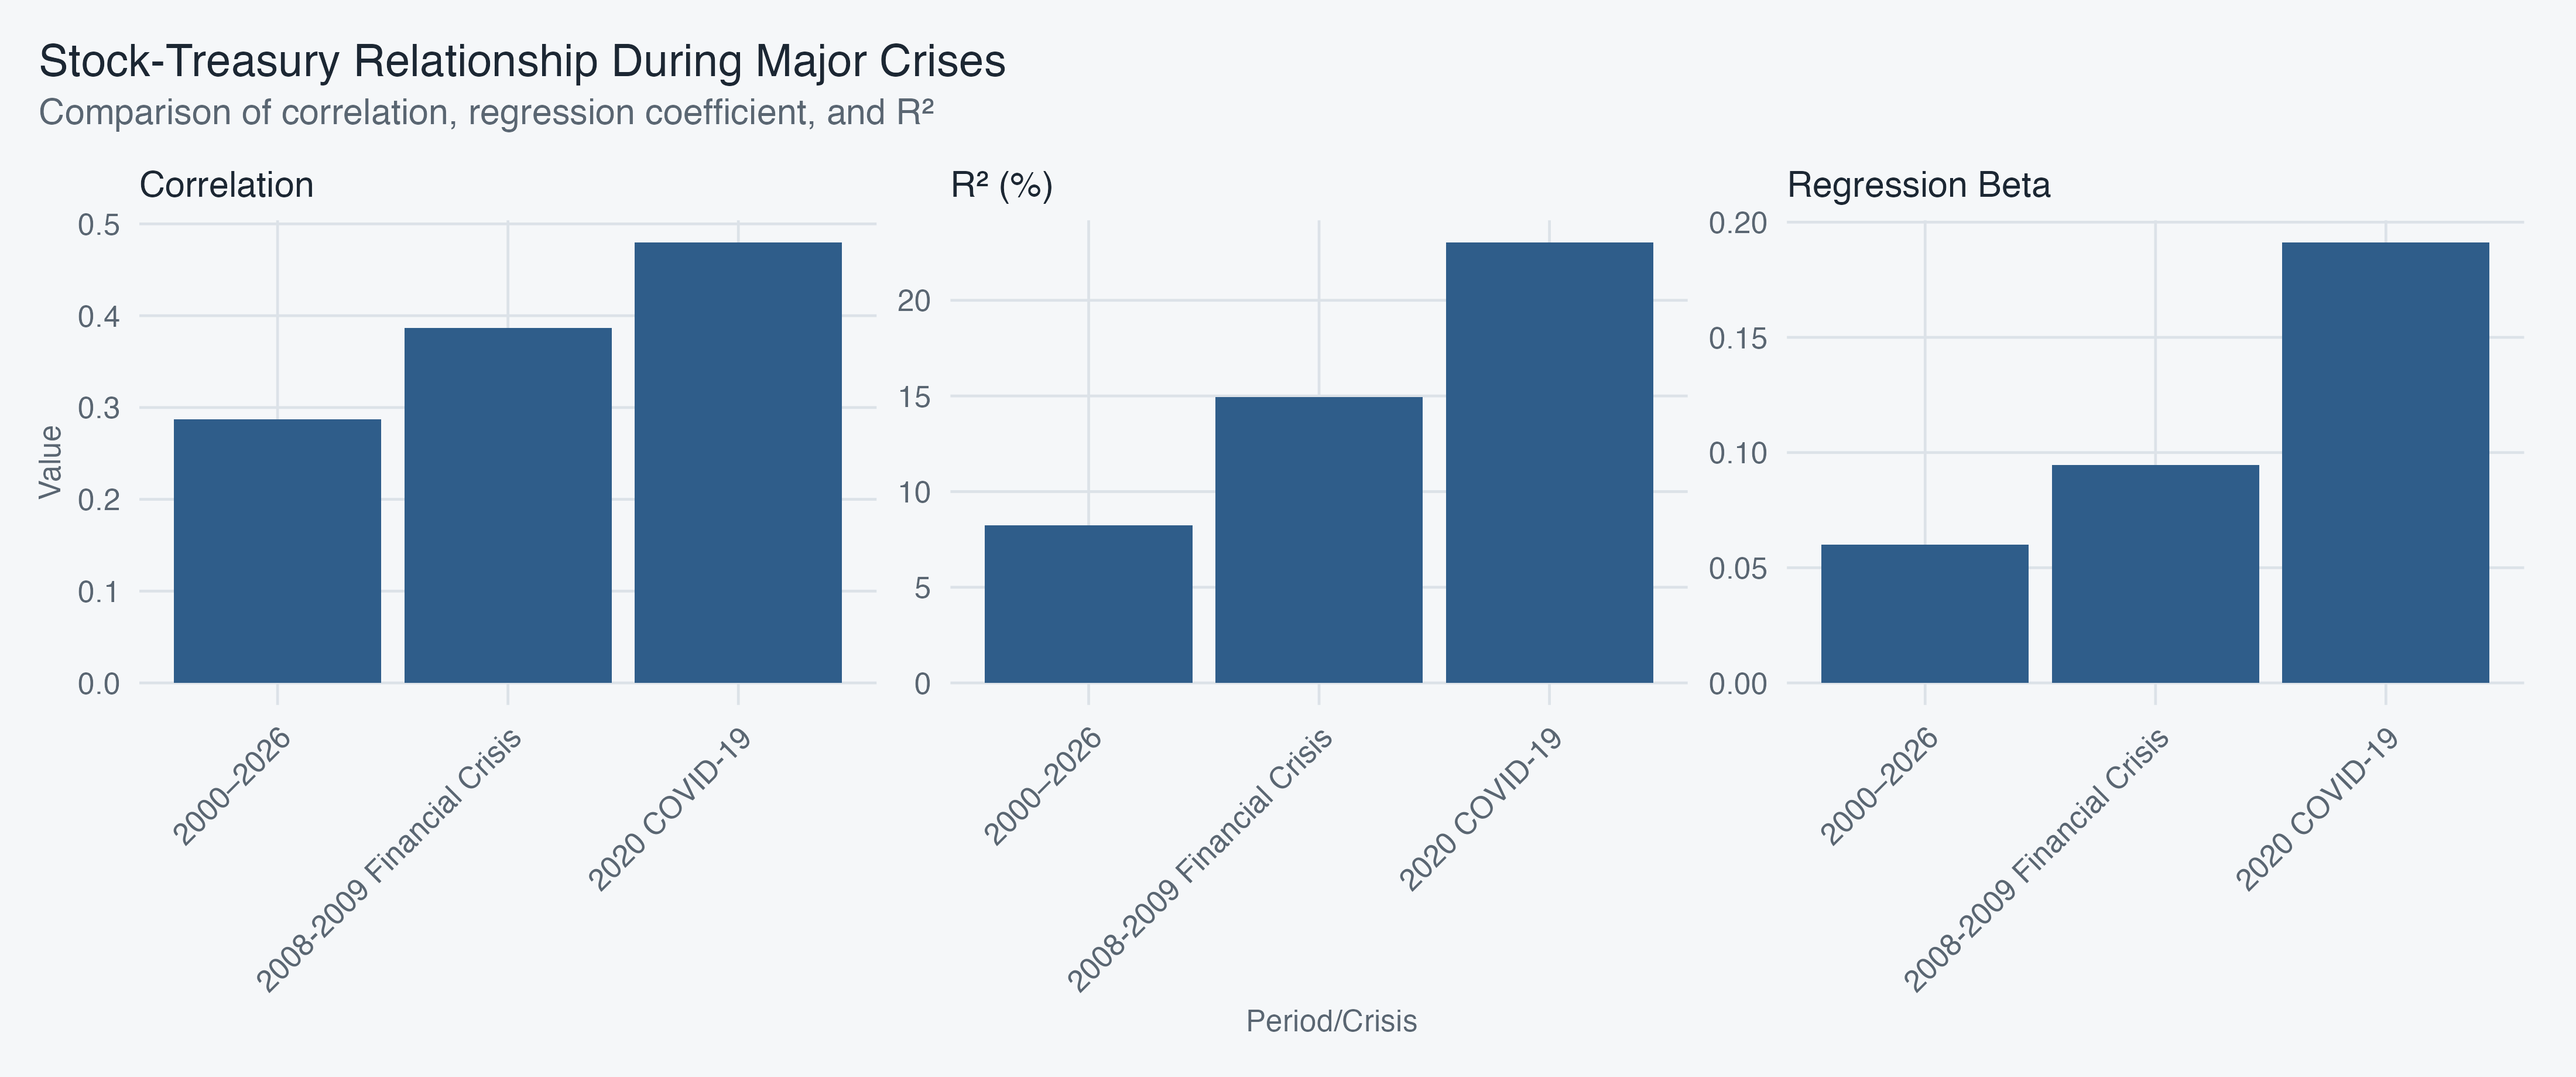 Stock-Treasury Relationship During Major Crises
Comparison of correlation, regression coefficient, and R²
Correlation
R² (%)
Regression Beta
Value
0.5
0.4
0.3
0.2
0.1
0.0
20
15
10
5
0
0.20
0.15
0.10
0.05
0.00
2000–2026
2008-2009 Financial Crisis
2020 COVID-19
2000–2026
2008-2009 Financial Crisis
2020 COVID-19
2000–2026
2008-2009 Financial Crisis
2020 COVID-19
Period/Crisis